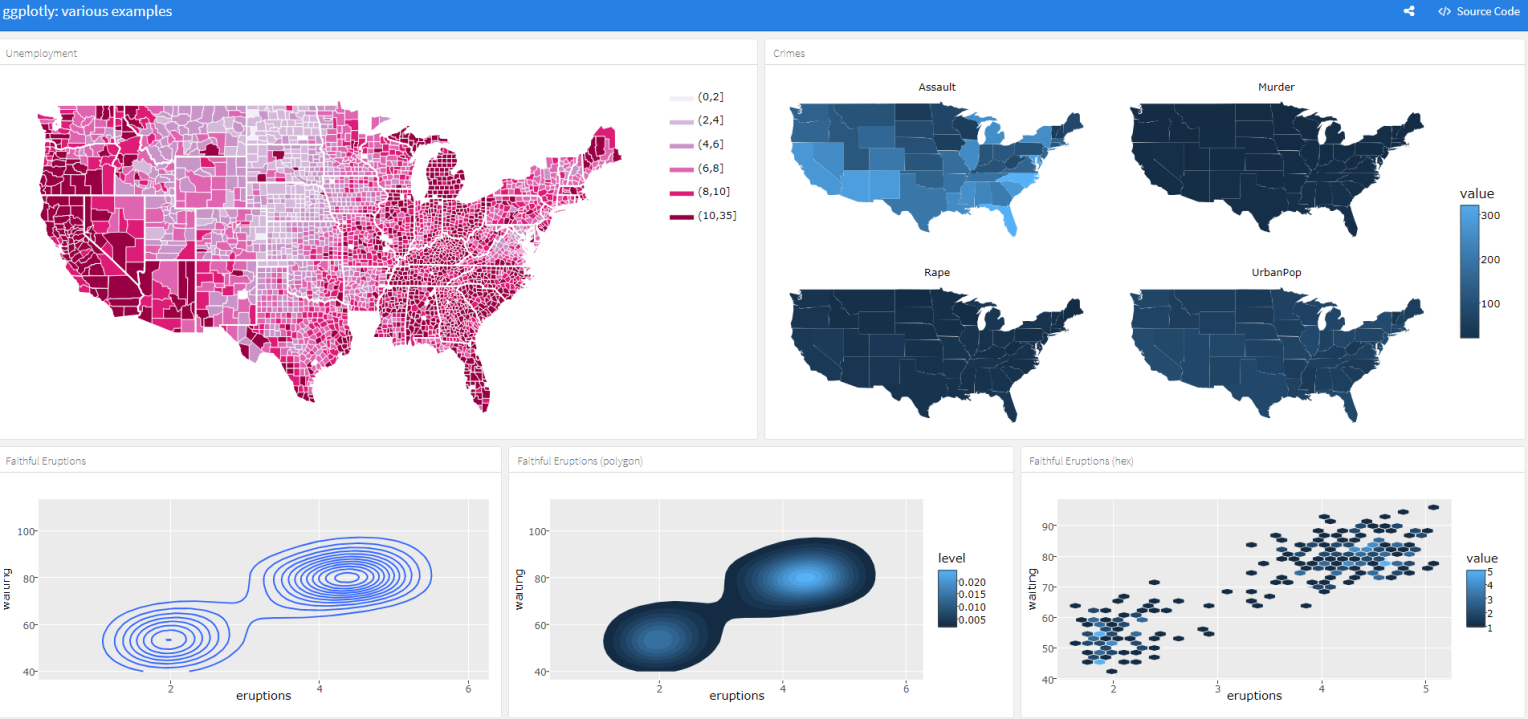 ggplotly: various examples
Source Code
Unemployment
(0,2]
(2,4]
(4,6]
(6,8]
(8,10]
(10,35]
Crimes
Assault
Murder
Rape
UrbanPop
value
300
200
100
Faithful Eruptions
100
80
60
40
waiting
2
4
6
eruptions
Faithful Eruptions (polygon)
100
80
60
40
waiting
2
4
6
eruptions
level
0.020
0.015
0.010
0.005
Faithful Eruptions (hex)
90
80
70
60
50
40
waiting
2
3
4
5
eruptions
value
5
4
3
2
1